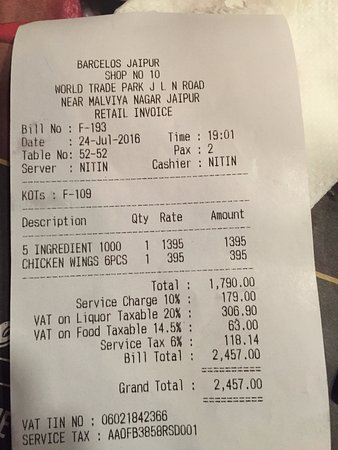 BARCELOS JAIPUR
SHOP NO 10
WORLD TRADE PARK J L N ROAD
NEAR MALVIYA NAGAR JAIPUR
RETAIL INVOICE
Bill No : F-193
Date : 24-Jul-2016 Time : 19:01
Table No: 52-52 Pax : 2
Server : NITIN Cashier : NITIN
KOTs : F-109
Description Qty Rate Amount
5 INGREDIENT 1000 1 1395 1395
CHICKEN WINGS 6PCS 1 395 395
Total : 1,790.00
Service Charge 10% : 179.00
VAT on Liquor Taxable 20% : 306.90
VAT on Food Taxable 14.5% : 63.00
Service Tax 6% : 118.14
Bill Total : 2,457.00
Grand Total : 2,457.00
VAT TIN NO : 06021842366
SERVICE TAX : AAOFB3858RSD001